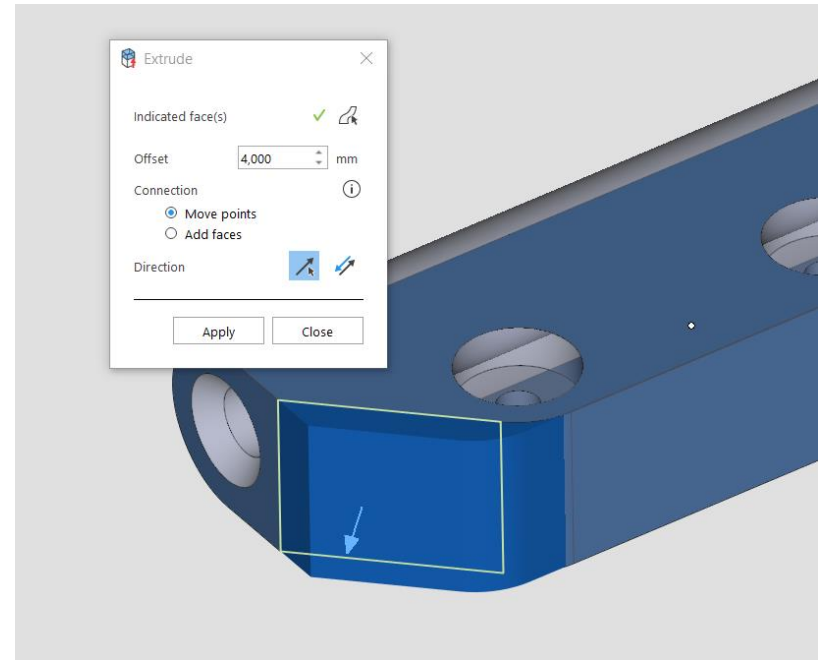 Extrude
Indicated face(s)
Offset 4,000 mm
Connection
Move points
Add faces
Direction
Apply Close